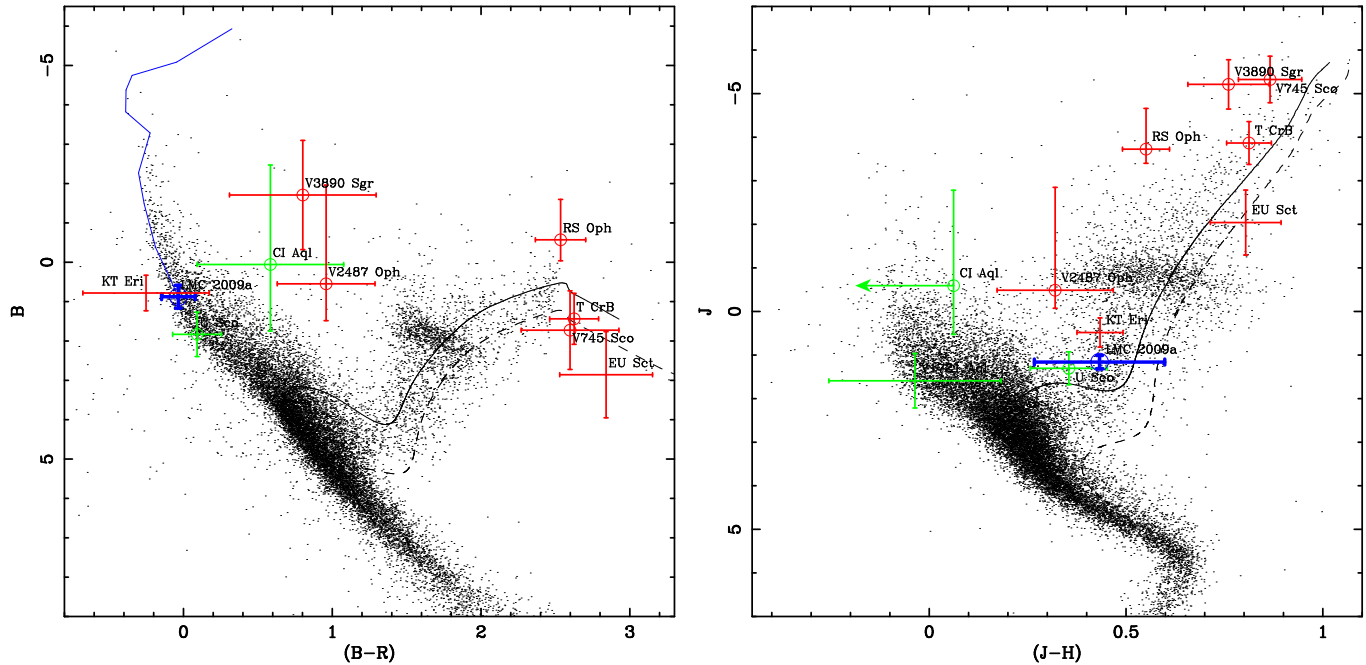 -5
0
5
B
0
1
2
3
(B-R)
V3890 Sgr
CI Aql
V2487 Oph
RS Oph
KT Eri
LMC 2009a
T CrB
V745 Sco
EU Sct
-5
0
5
J
0
0.5
1
(J-H)
V3890 Sgr
V745 Sco
T CrB
RS Oph
EU Sct
CI Aql
V2487 Oph
KT Eri
LMC 2009a
U Sco